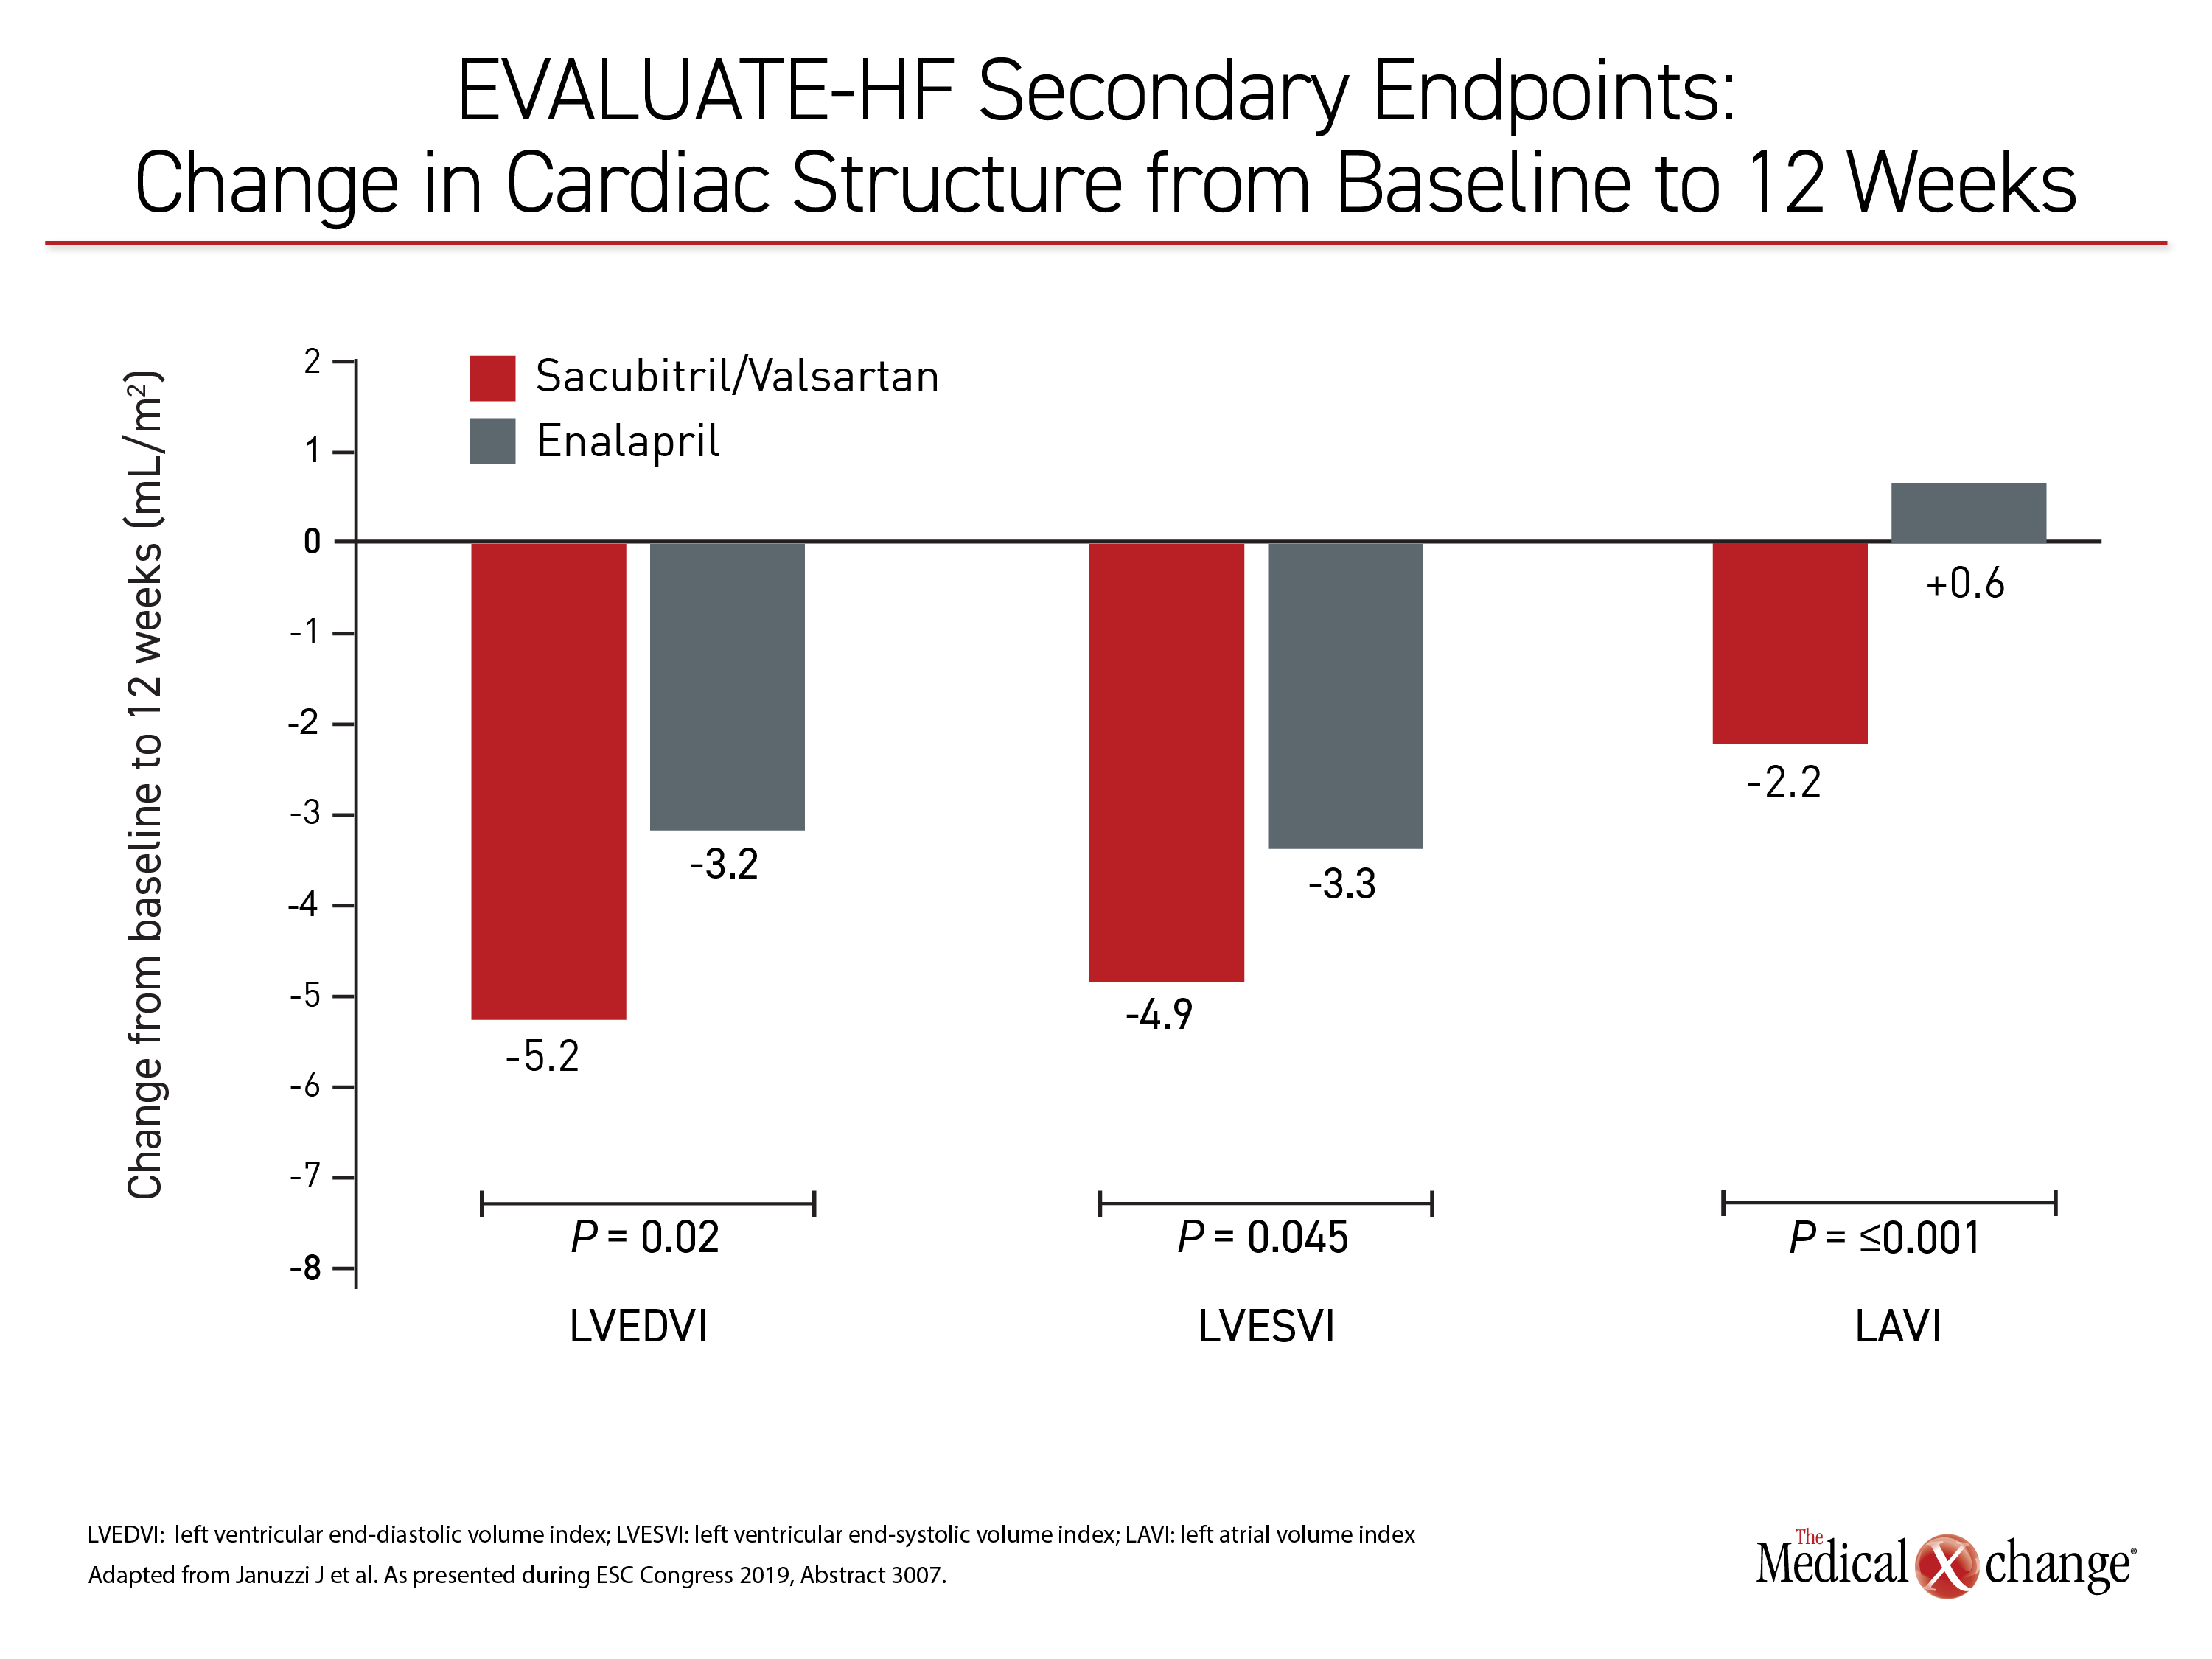 EVALUATE-HF Secondary Endpoints:
Change in Cardiac Structure from Baseline to 12 Weeks
Change from baseline to 12 weeks (mL/m²)
2
1
0
-1
-2
-3
-4
-5
-6
-7
-8
Sacubitril/Valsartan
Enalapril
-5.2
-3.2
-4.9
-3.3
-2.2
+0.6
P = 0.02
P = 0.045
P = ≤0.001
LVEDVI
LVESVI
LAVI
LVEDVI: left ventricular end-diastolic volume index; LVESVI: left ventricular end-systolic volume index; LAVI: left atrial volume index
Adapted from Januzzi J et al. As presented during ESC Congress 2019, Abstract 3007.
The
Medical X change®